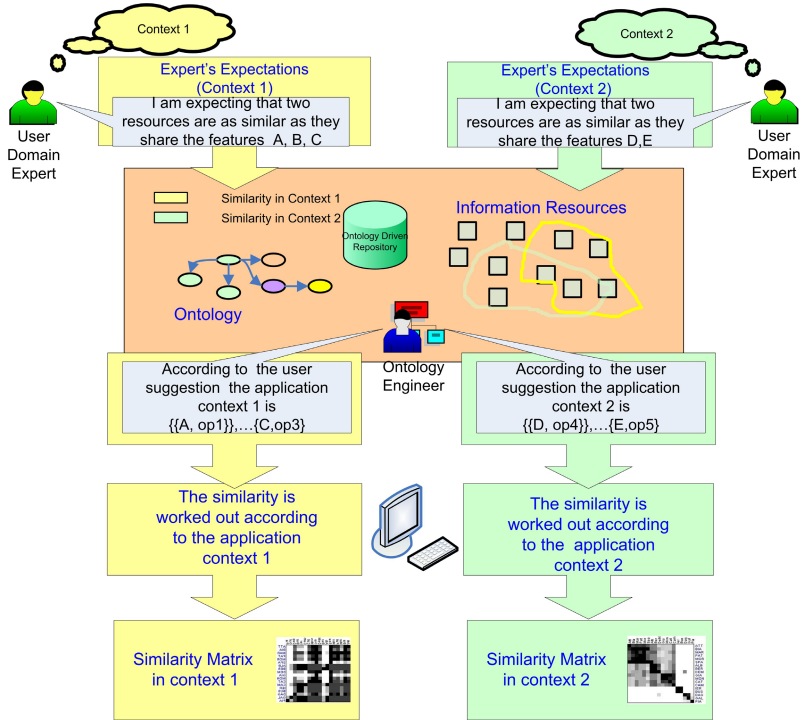 Context 1
Context 2
Expert's Expectations
(Context 1)
I am expecting that two
resources are as similar as they
share the features A, B, C
User
Domain
Expert
Expert's Expectations
(Context 2)
I am expecting that two
resources are as similar as they
share the features D,E
User
Domain
Expert
Similarity in Context 1
Similarity in Context 2
Ontology Driven
Repository
Information Resources
Ontology
Ontology
Engineer
According to the user
suggestion the application
context 1 is
{{A, op1}},…{C,op3}
According to the user
suggestion the application
context 2 is
{{D, op4}},…{E,op5}
The similarity is
worked out according
to the application
context 1
The similarity is
worked out according
to the application
context 2
Similarity Matrix
in context 1
Similarity Matrix
in context 2